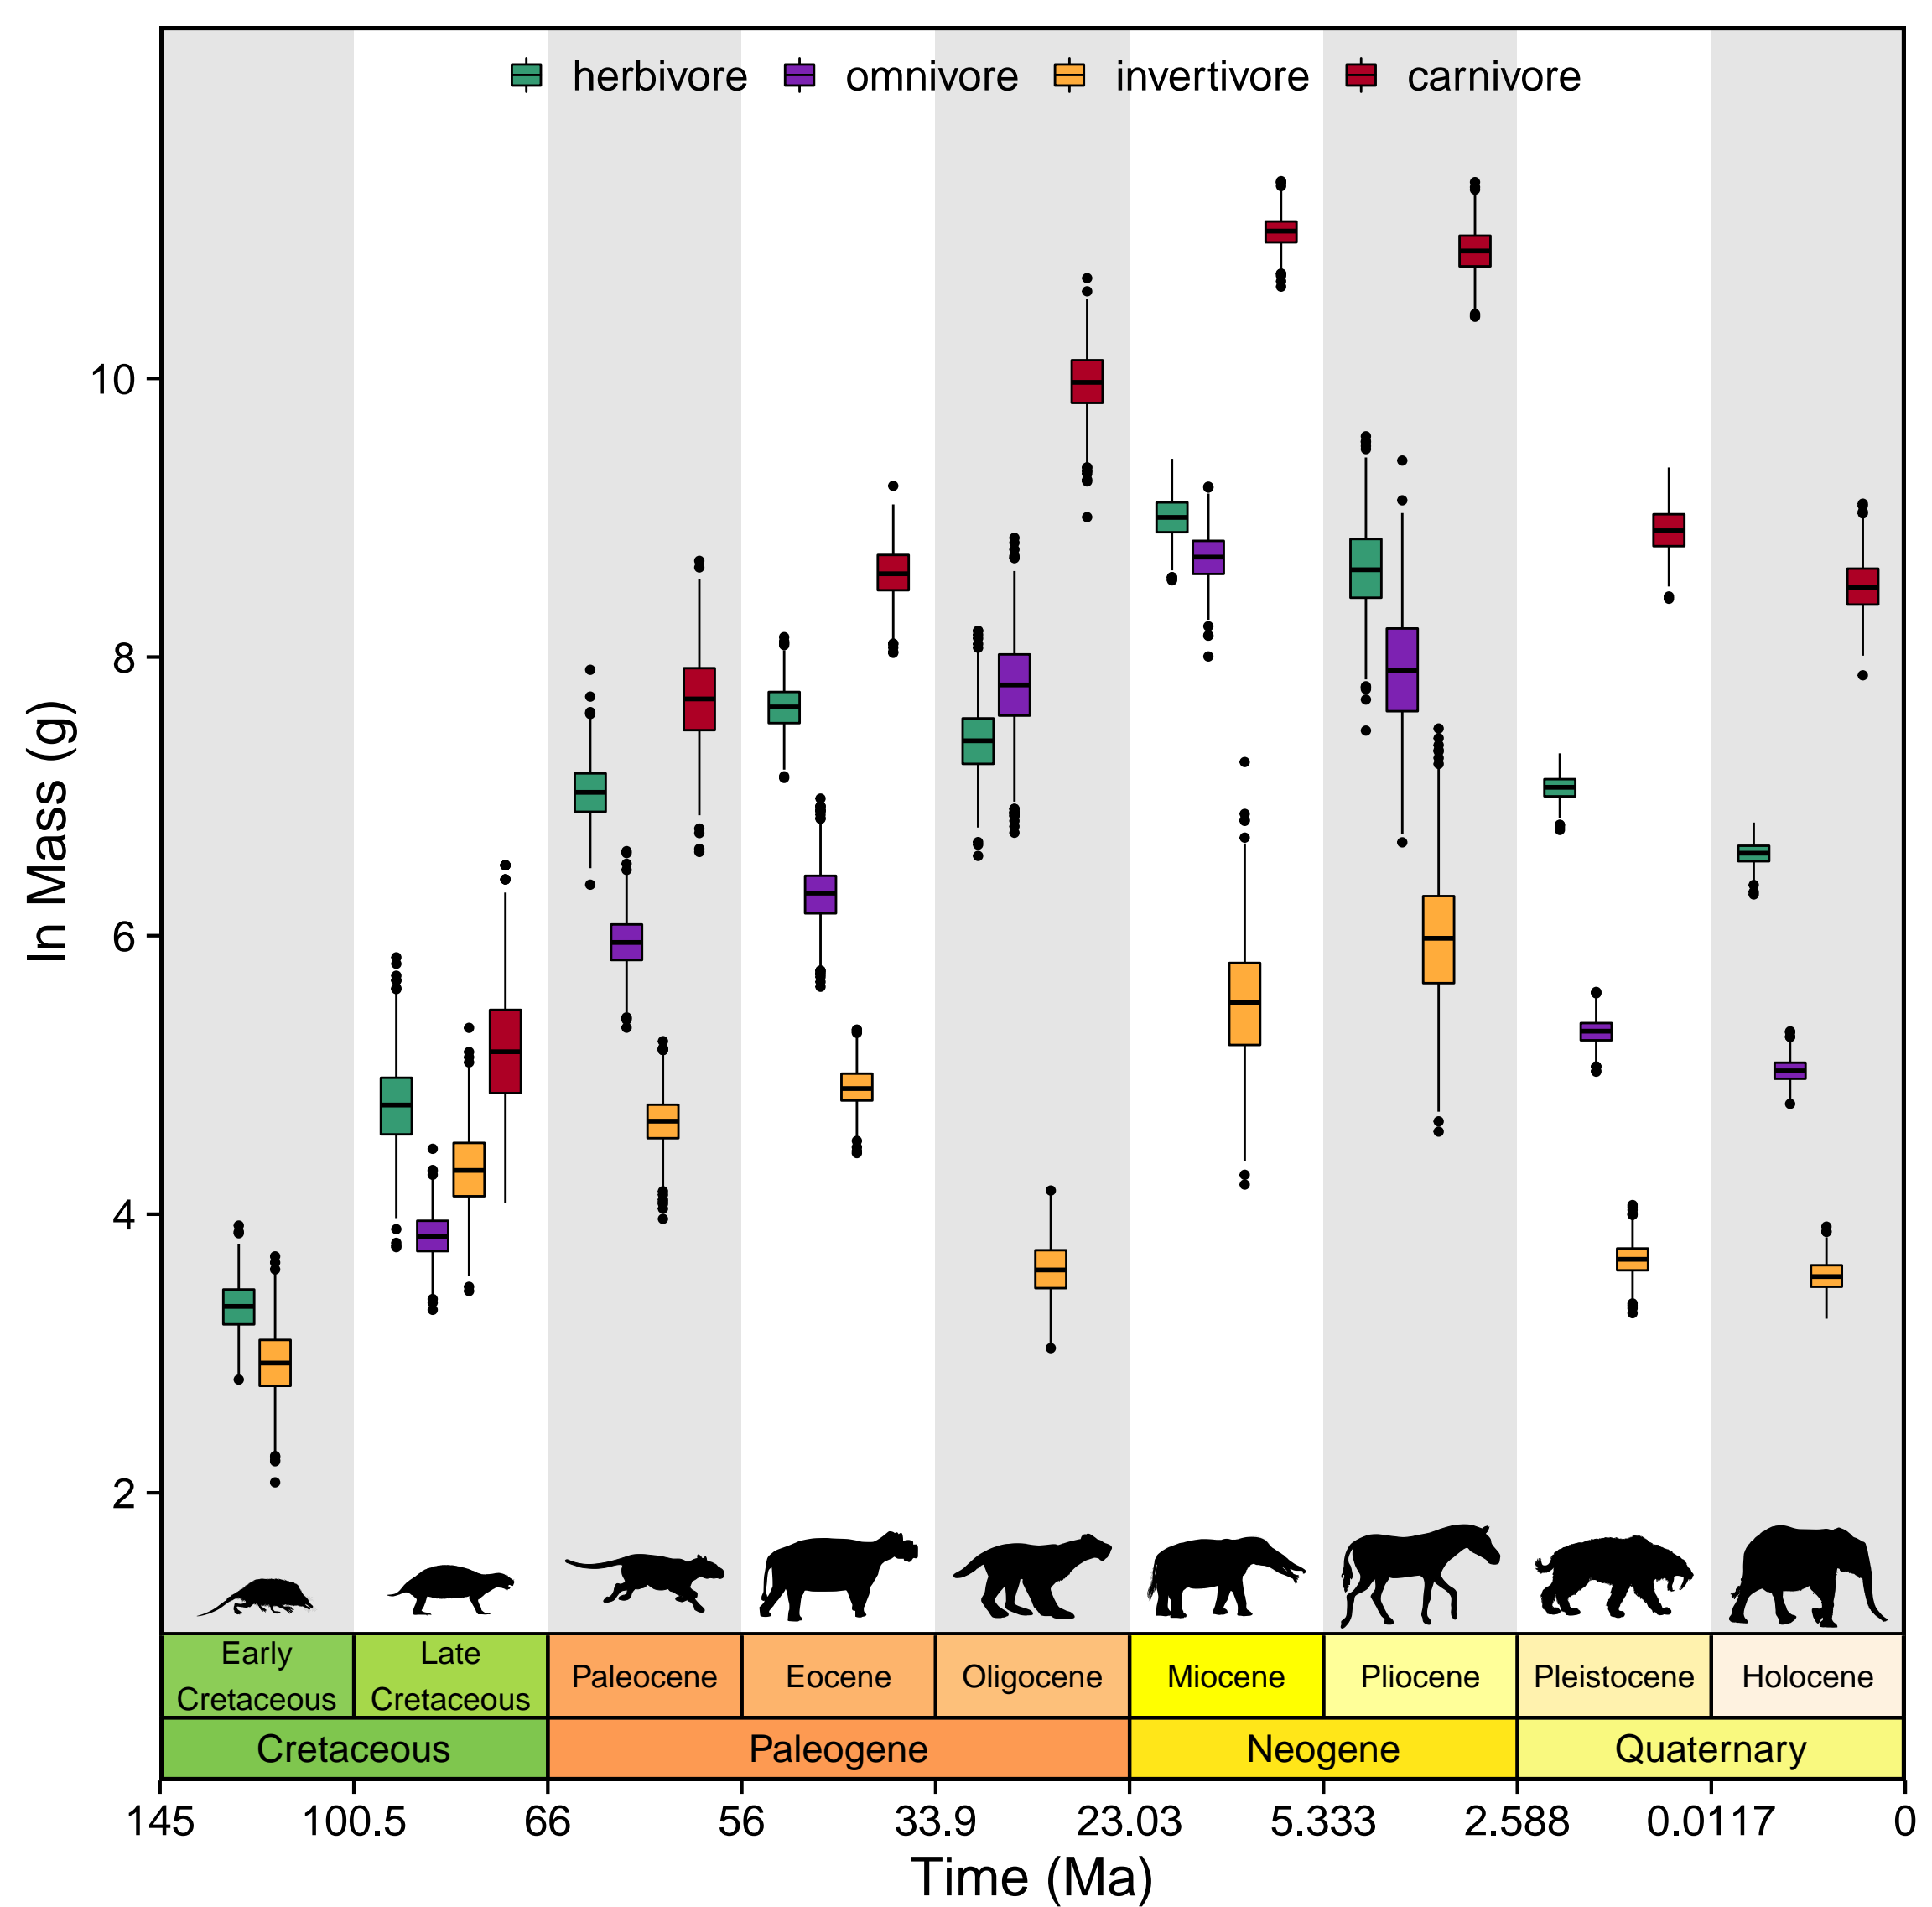 herbivore omnivore invertivore carnivore
10
8
6
4
2
ln Mass (g)
Early Cretaceous
Late Cretaceous
Paleocene
Eocene
Oligocene
Miocene
Pliocene
Pleistocene
Holocene
Cretaceous
Paleogene
Neogene
Quaternary
145 100.5 66 56 33.9 23.03 5.333 2.588 0.0117 0
Time (Ma)